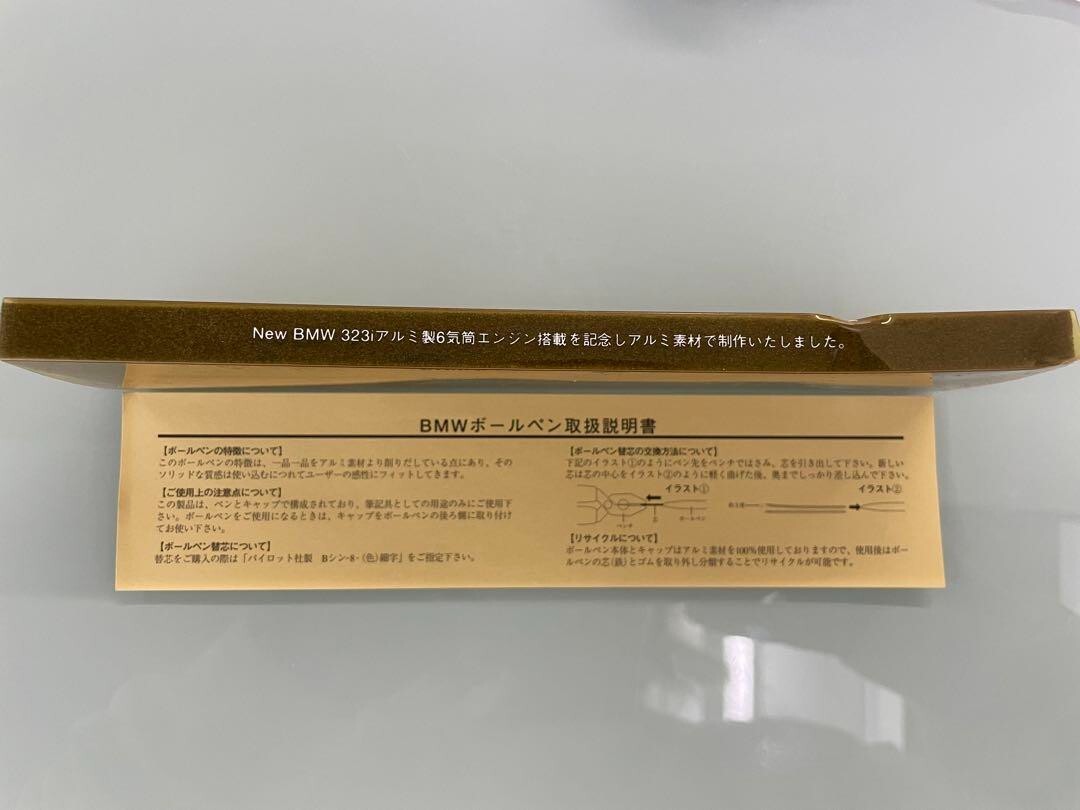 New BMW 323iアルミ製6気筒エンジン搭載を記念しアルミ素材で制作いたしました。
BMWボールペン取扱説明書
【ボールペンの特徴について】
このボールペンの特徴は、一品一品をアルミ素材より削りだしている点にあり、その
ソリッドな質感は使い込むにつれてユーザーの感性にフィットしてきます。
【ご使用上の注意点について】
この製品は、ペンとキャップで構成されており、筆記具としての用途のみにご使用下
さい。ボールペンをご使用になるときは、キャップをボールペンの後ろ側に取り付け
てお使い下さい。
【ボールペン替芯について】
替芯をご購入の際は「パイロット社製 Bシン-8-(色)細字」をご指定下さい。
【ボールペン替芯の交換方法について】
下記のイラスト①のようにペン先をペンチではさみ、芯を引き出して下さい。新しい
芯は芯の中心をイラスト②のように軽く曲げた後、奥までしっかり差し込んで下さい。
イラスト①
ペンチ
ボールペン
イラスト②
【リサイクルについて】
ボールペン本体とキャップはアルミ素材を100%使用しておりますので、使用後はボー
ルペンの芯(鉄)とゴムを取り外し分離することでリサイクルが可能です。